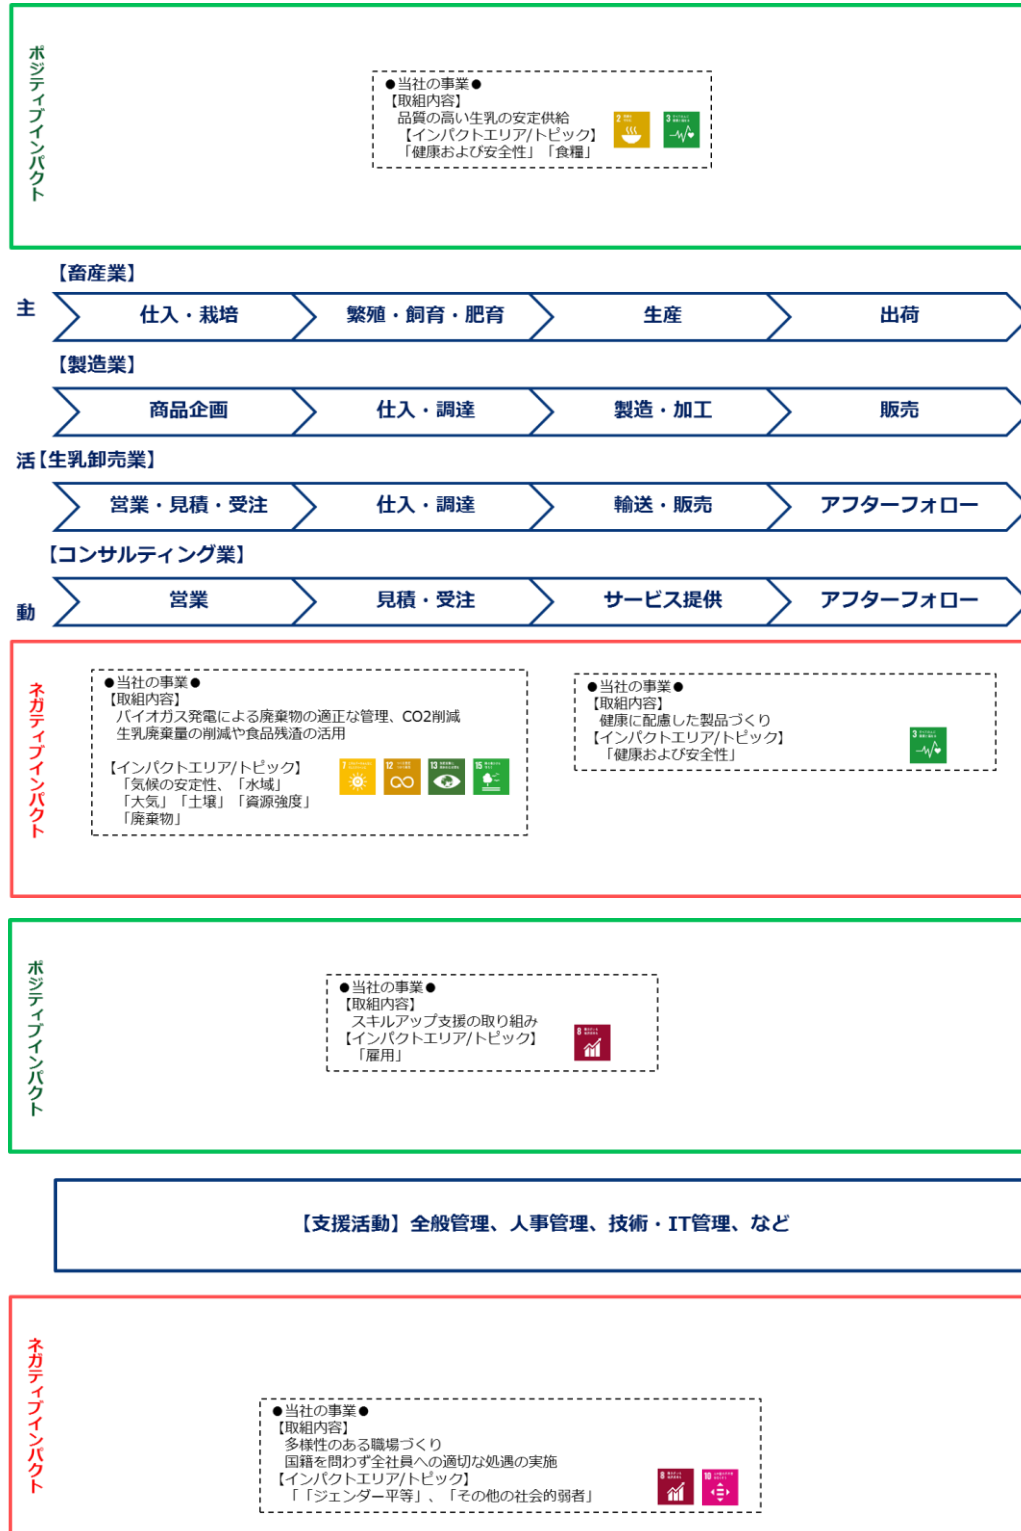 ポジティブインパクト
●当社の事業●
【取組内容】
品質の高い生乳の安定供給
【インパクトエリア/トピック】
「健康および安全性」「食糧」
2
3
【畜産業】
主
仕入・栽培
繁殖・飼育・肥育
生産
出荷
【製造業】
商品企画
仕入・調達
製造・加工
販売
活
【生乳卸売業】
営業・見積・受注
仕入・調達
輸送・販売
アフターフォロー
【コンサルティング業】
動
営業
見積・受注
サービス提供
アフターフォロー
ネガティブインパクト
●当社の事業●
【取組内容】
バイオガス発電による廃棄物の適正な管理、CO2削減
生乳廃棄量の削減や食品残渣の活用
【インパクトエリア/トピック】
「気候の安定性、「水域」
「大気」「土壌」「資源強度」
「廃棄物」
7
12
13
15
●当社の事業●
【取組内容】
健康に配慮した製品づくり
【インパクトエリア/トピック】
「健康および安全性」
3
ポジティブインパクト
●当社の事業●
【取組内容】
スキルアップ支援の取り組み
【インパクトエリア/トピック】
「雇用」
8
【支援活動】全般管理、人事管理、技術・IT管理、など
ネガティブインパクト
●当社の事業●
【取組内容】
多様性のある職場づくり
国籍を問わず全社員への適切な処遇の実施
【インパクトエリア/トピック】
「「ジェンダー平等」、「その他の社会的弱者」
8
10